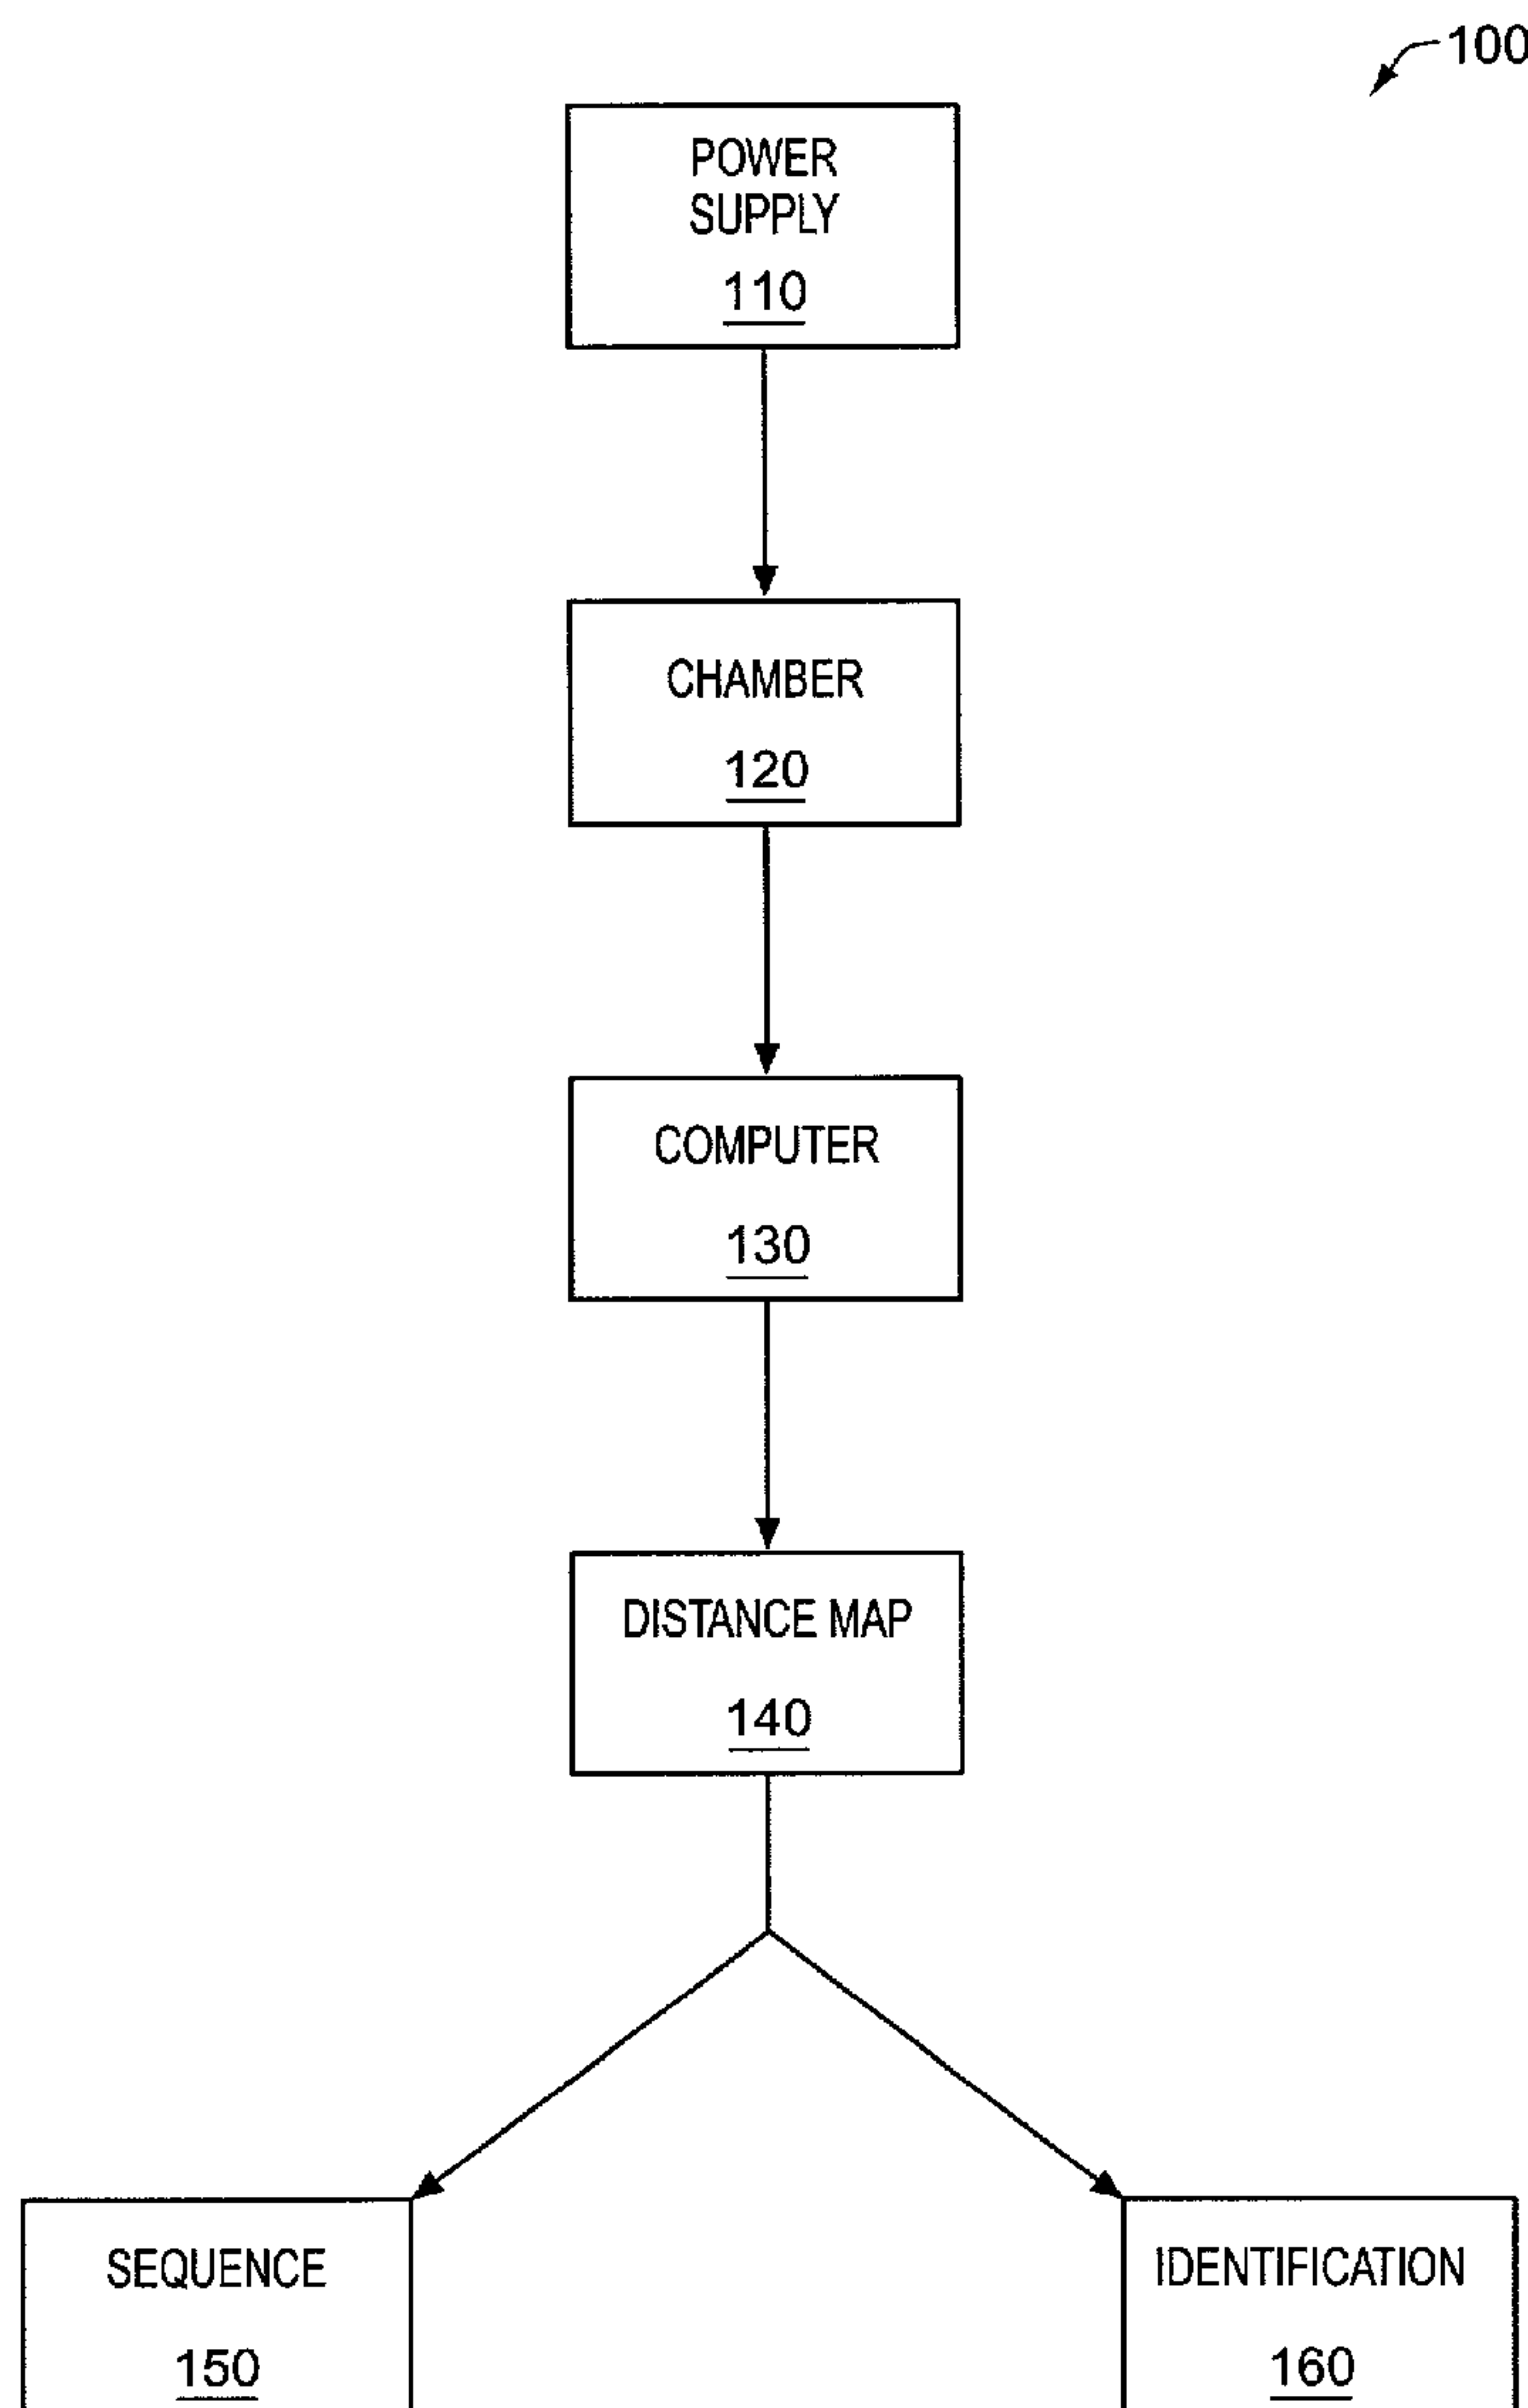 100
POWER
SUPPLY
110
CHAMBER
120
COMPUTER
130
DISTANCE MAP
140
SEQUENCE
150
IDENTIFICATION
160